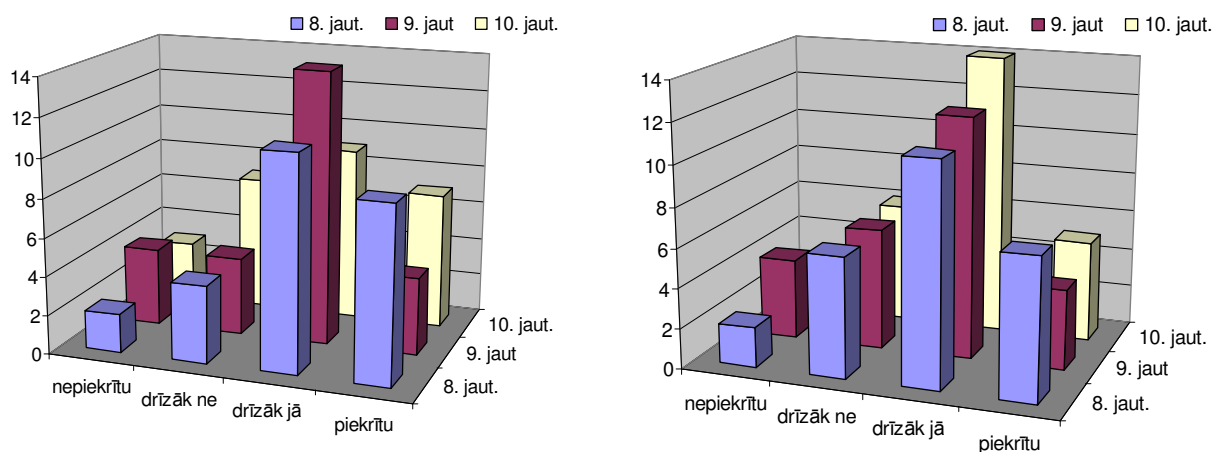 8. jaut. 9. jaut 10. jaut.
14
12
10
8
6
4
2
0
nepiekrītu
drīzāk ne
drīzāk jā
piekrītu
10. jaut.
9. jaut
8. jaut.
8. jaut. 9. jaut 10. jaut.
14
12
10
8
6
4
2
0
nepiekrītu
drīzāk ne
drīzāk jā
piekrītu
10. jaut.
9. jaut
8. jaut.